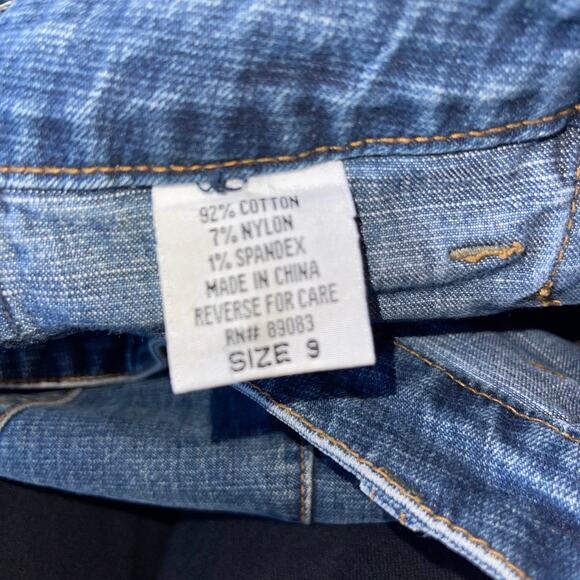 92% COTTON
7% NYLON
1% SPANDEX
MADE IN CHINA
REVERSE FOR CARE
RN# 89083
SIZE 9